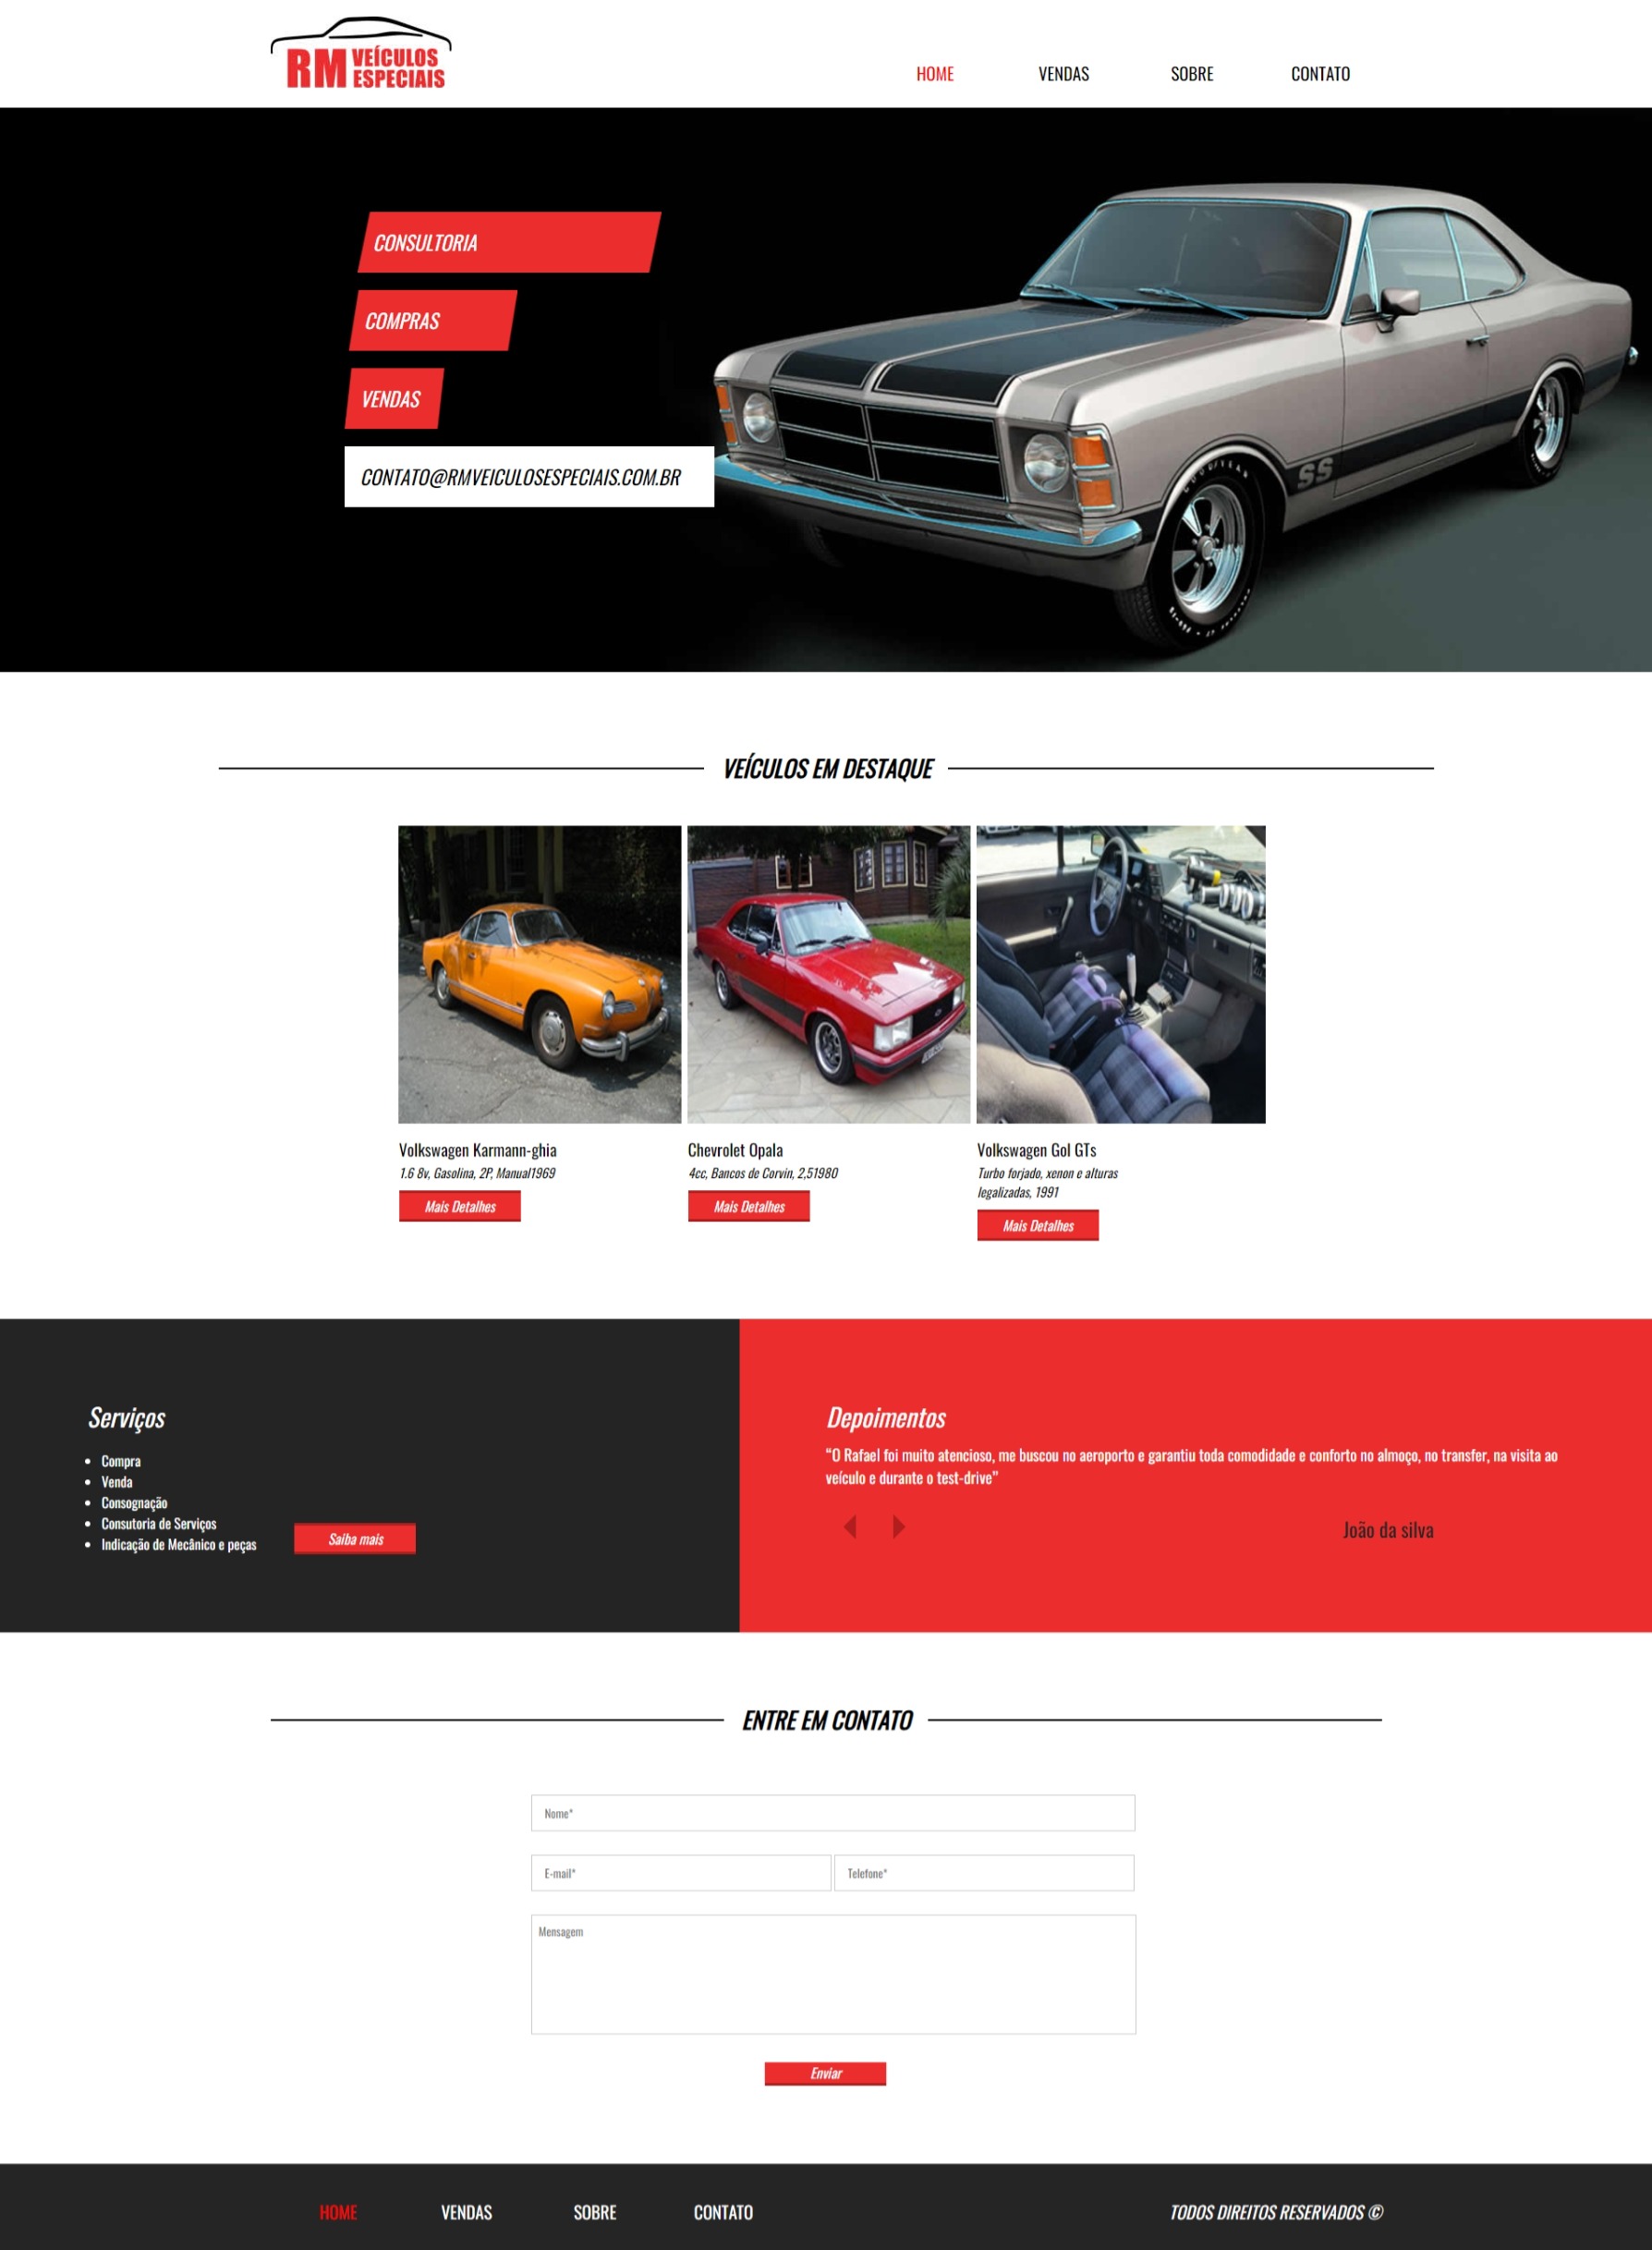 RM VEÍCULOS
ESPECIAIS
HOME VENDAS SOBRE CONTATO
CONSULTORIA
COMPRAS
VENDAS
CONTATO@RMVEICULOSESPECIAIS.COM.BR
SS
VEÍCULOS EM DESTAQUE
Volkswagen Karmann-ghia
1.6 8v, Gasolina, 2P, Manual1969
Mais Detalhes
Chevrolet Opala
4cc, Bancos de Corvin, 2,51980
Mais Detalhes
Volkswagen Gol GTs
Turbo forjado, xenon e alturas
legalizadas, 1991
Mais Detalhes
Serviços
Compra
Venda
Consognação
Consutoria de Serviços
Indicação de Mecânico e peças
Saiba mais
Depoimentos
“O Rafael foi muito atencioso, me buscou no aeroporto e garantiu toda comodidade e conforto no almoço, no transfer, na visita ao
veículo e durante o test-drive”
João da silva
ENTRE EM CONTATO
Nome*
E-mail* Telefone*
Mensagem
Enviar
HOME VENDAS SOBRE CONTATO TODOS DIREITOS RESERVADOS ©